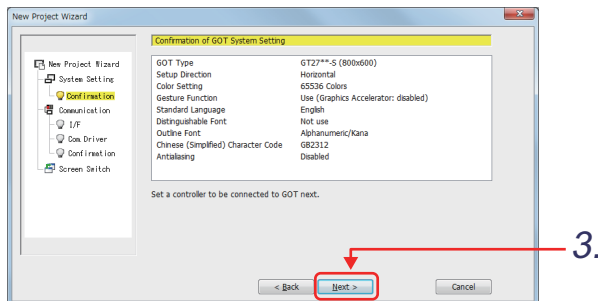 New Project Wizard
Confirmation of GOT System Setting
New Project Wizard
System Setting
Confirmation
Communication
I/F
Com. Driver
Confirmation
Screen Switch
GOT Type GT27**-S (800x600)
Setup Direction Horizontal
Color Setting 65536 Colors
Gesture Function Use (Graphics Accelerator: disabled)
Standard Language English
Distinguishable Font Not use
Outline Font Alphanumeric/Kana
Chinese (Simplified) Character Code GB2312
Antialiasing Disabled
Set a controller to be connected to GOT next.
3.
< Back Next > Cancel